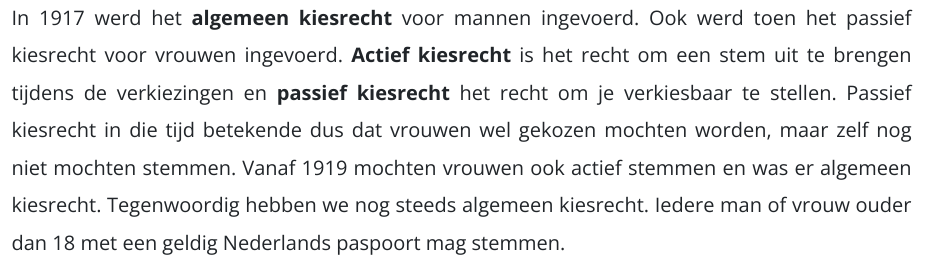 In 1917 werd het algemeen kiesrecht voor mannen ingevoerd. Ook werd toen het passief
kiesrecht voor vrouwen ingevoerd. Actief kiesrecht is het recht om een stem uit te brengen
tijdens de verkiezingen en passief kiesrecht het recht om je verkiesbaar te stellen. Passief
kiesrecht in die tijd betekende dus dat vrouwen wel gekozen mochten worden, maar zelf nog
niet mochten stemmen. Vanaf 1919 mochten vrouwen ook actief stemmen en was er algemeen
kiesrecht. Tegenwoordig hebben we nog steeds algemeen kiesrecht. Iedere man of vrouw ouder
dan 18 met een geldig Nederlands paspoort mag stemmen.